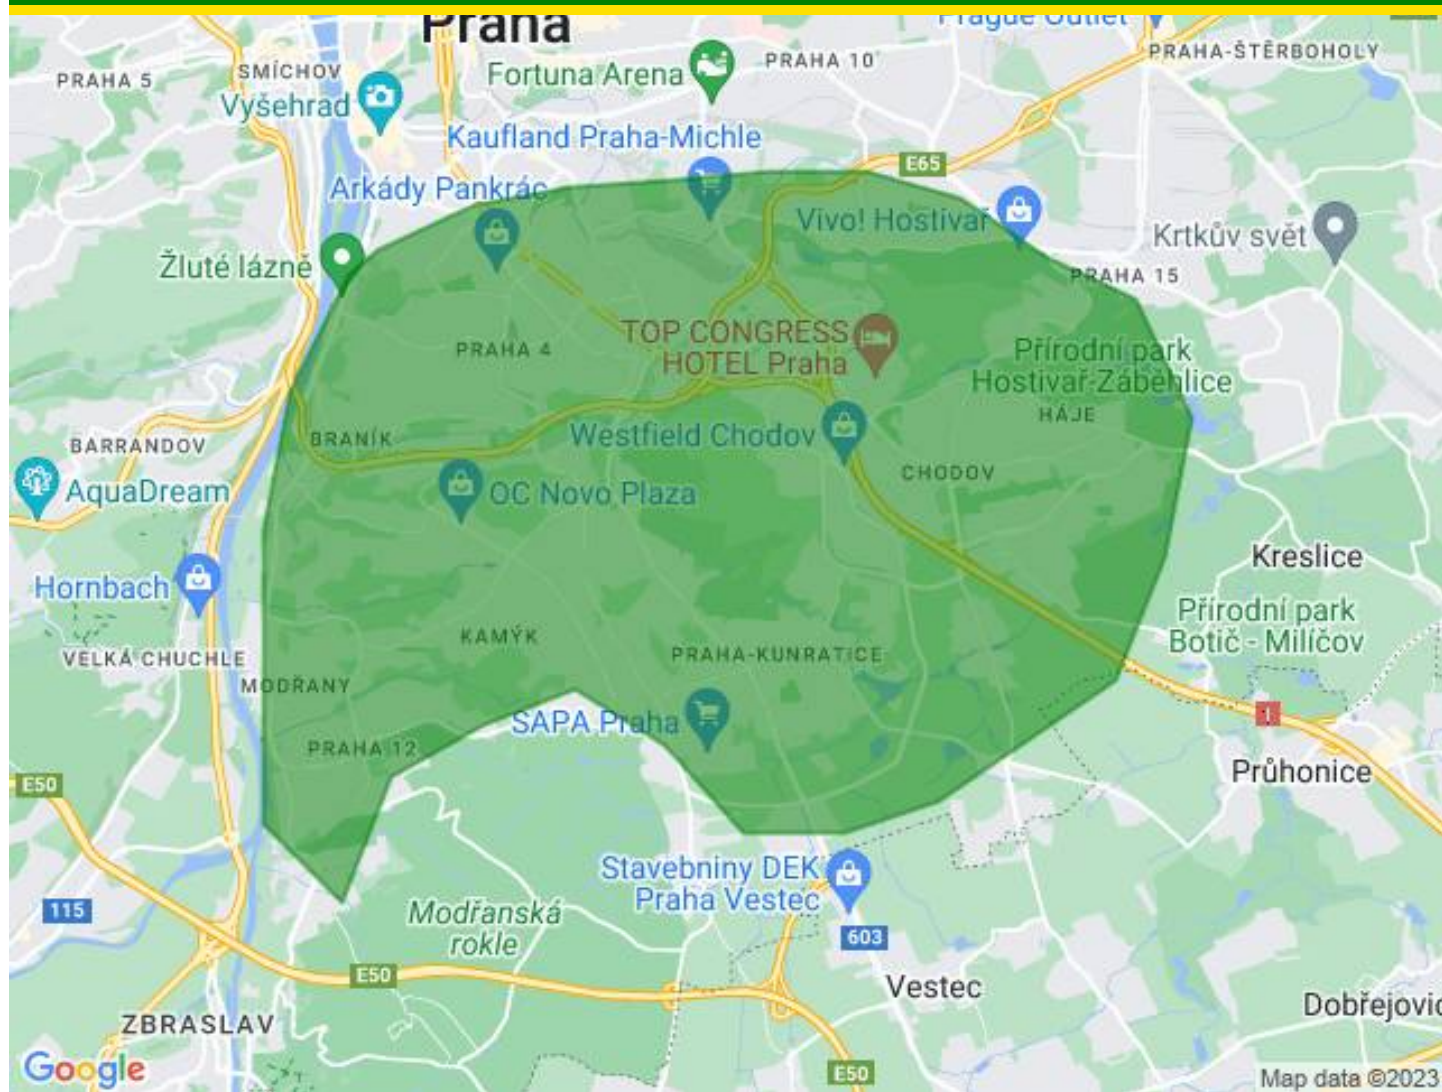 Praha
Prague Outlet
PRAHA 5
SMÍCHOV
Vyšehrad
Fortuna Arena
PRAHA 10
PRAHA-ŠTĚRBOHOLY
Kaufland Praha-Michle
E65
Arkády Pankrác
Vivo! Hostivař
Krtkův svět
Žluté lázně
PRAHA 15
PRAHA 4
TOP CONGRESS
HOTEL Praha
Přírodní park
Hostivař-Záběhlice
HÁJE
BARRANDOV
BRANÍK
Westfield Chodov
CHODOV
AquaDream
OC Novo Plaza
Kreslice
Hornbach
Přírodní park
Botič - Milíčov
KAMÝK
VELKÁ CHUCHLE
PRAHA-KUNRATICE
MODŘANY
SAPA Praha
1
PRAHA 12
Průhonice
E50
Stavebniny DEK
Praha Vestec
115
Modřanská
rokle
603
E50
Vestec
Dobřejovic
ZBRASLAV
Google
E50
Map data ©2023